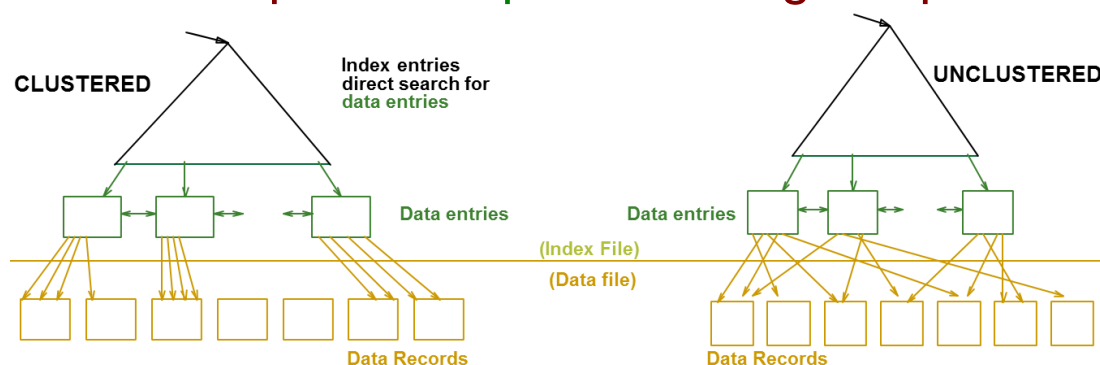 CLUSTERED
Index entries
direct search for
data entries
UNCLUSTERED
Data entries
Data entries
(Index File)
(Data file)
Data Records
Data Records